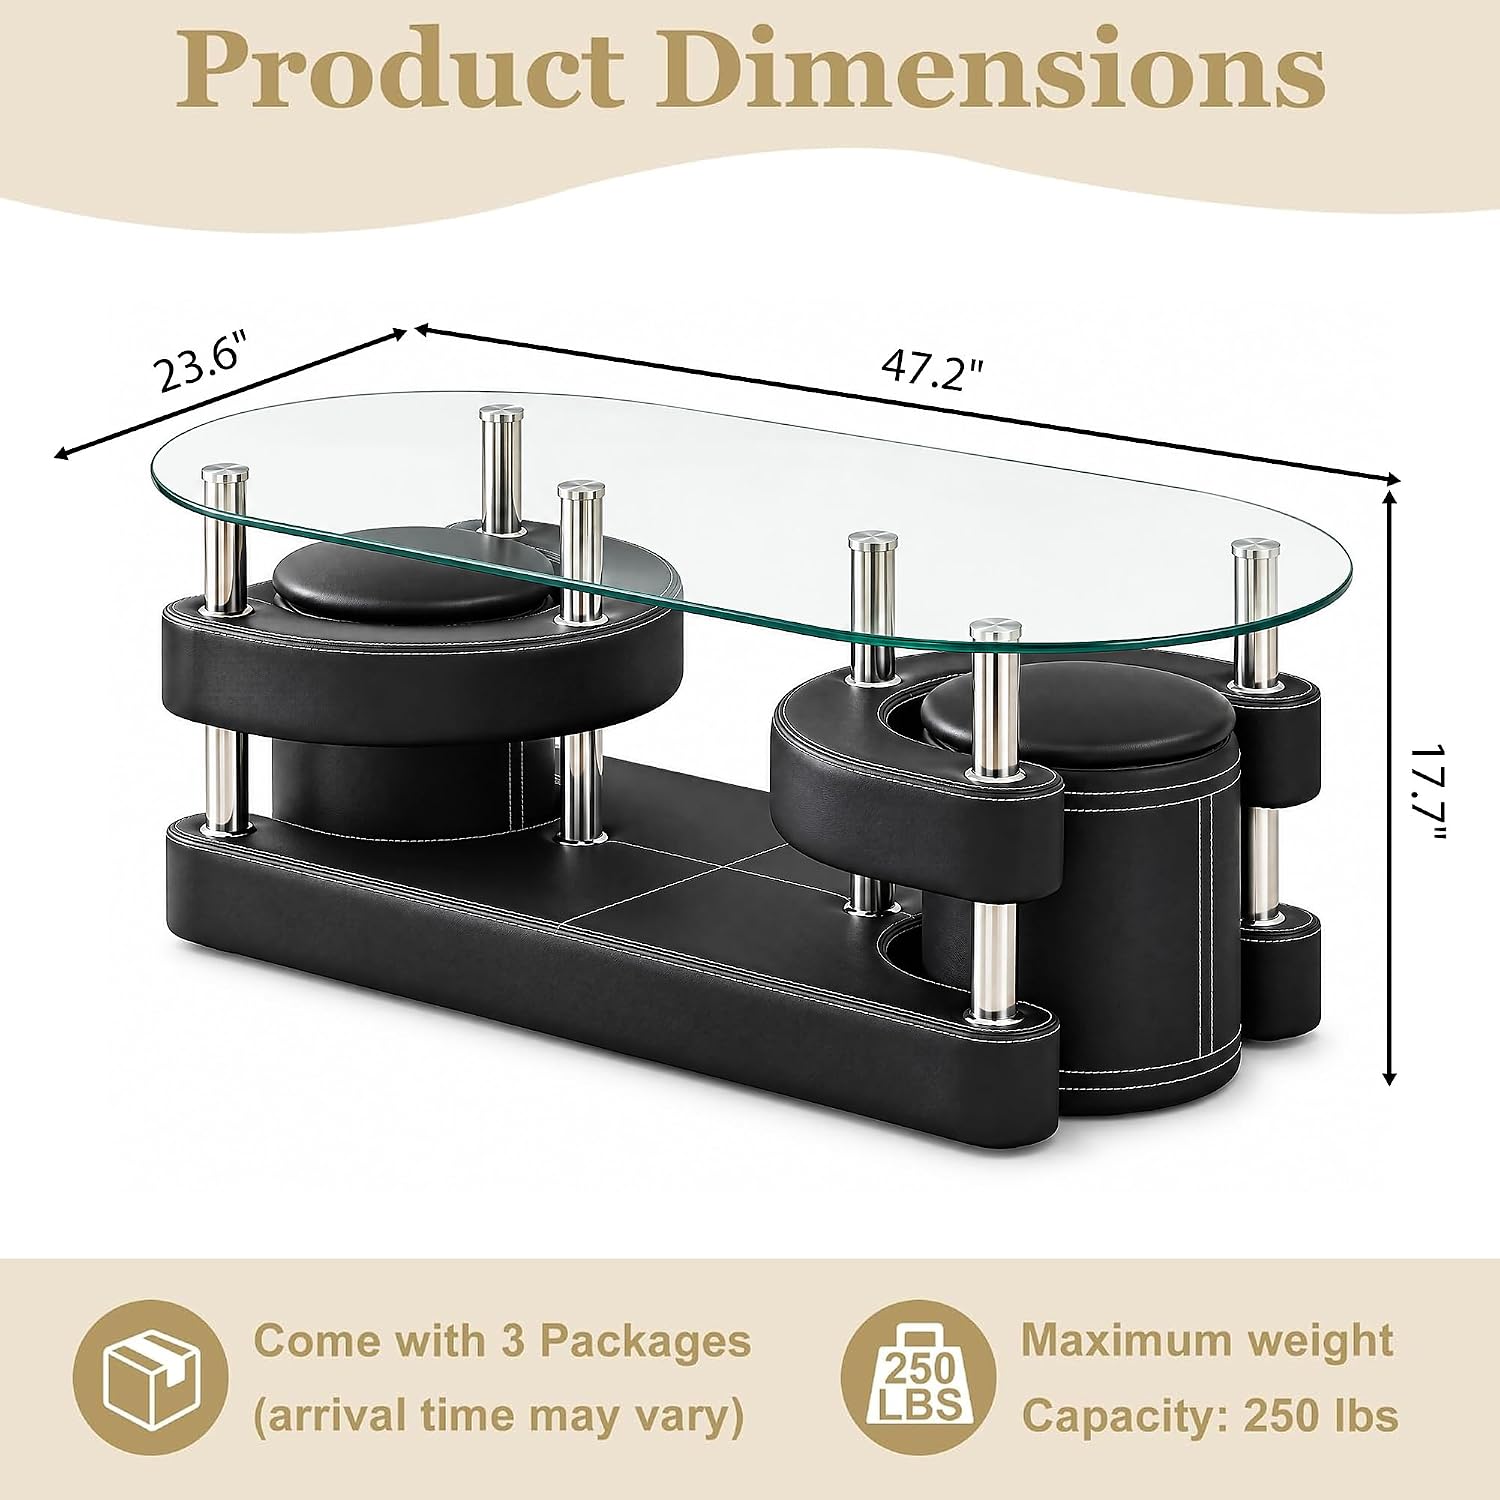 Product Dimensions
23.6"
47.2"
17.7"
Come with 3 Packages
(arrival time may vary)
250
LBS
Maximum weight
Capacity: 250 lbs